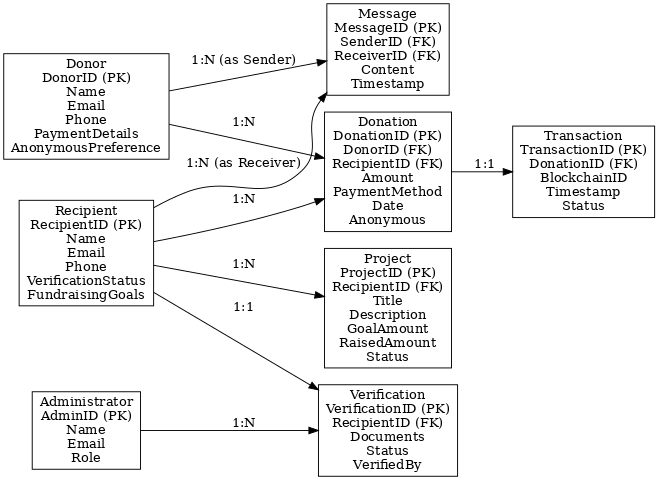 Donor
DonorID (PK)
Name
Email
Phone
PaymentDetails
AnonymousPreference
1:N (as Sender)
1:N
Message
MessageID (PK)
SenderID (FK)
ReceiverID (FK)
Content
Timestamp
Recipient
RecipientID (PK)
Name
Email
Phone
VerificationStatus
FundraisingGoals
1:N (as Receiver)
1:N
1:N
1:1
Donation
DonationID (PK)
DonorID (FK)
RecipientID (FK)
Amount
PaymentMethod
Date
Anonymous
1:1
Transaction
TransactionID (PK)
DonationID (FK)
BlockchainID
Timestamp
Status
Project
ProjectID (PK)
RecipientID (FK)
Title
Description
GoalAmount
RaisedAmount
Status
Administrator
AdminID (PK)
Name
Email
Role
1:N
Verification
VerificationID (PK)
RecipientID (FK)
Documents
Status
VerifiedBy